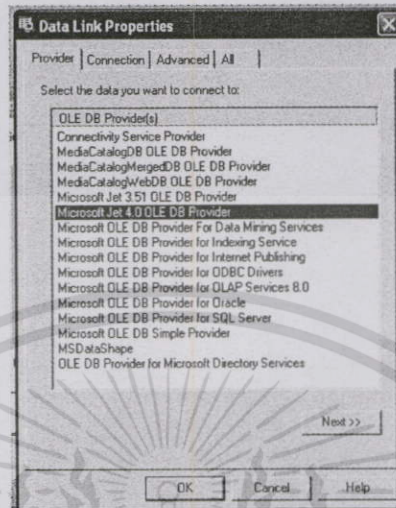 Data Link Properties
Provider Connection Advanced All
Select the data you want to connect to:
OLE DB Provider(s)
Connectivity Service Provider
MediaCatalogDB OLE DB Provider
MediaCatalogMergedDB OLE DB Provider
MediaCatalogWebDB OLE DB Provider
Microsoft Jet 3.51 OLE DB Provider
Microsoft Jet 4.0 OLE DB Provider
Microsoft OLE DB Provider For Data Mining Services
Microsoft OLE DB Provider for Indexing Service
Microsoft OLE DB Provider for Internet Publishing
Microsoft OLE DB Provider for ODBC Drivers
Microsoft OLE DB Provider for OLAP Services 8.0
Microsoft OLE DB Provider for Oracle
Microsoft OLE DB Provider for SQL Server
Microsoft OLE DB Simple Provider
MSDataShape
OLE DB Provider for Microsoft Directory Services
Next >>
OK Cancel Help